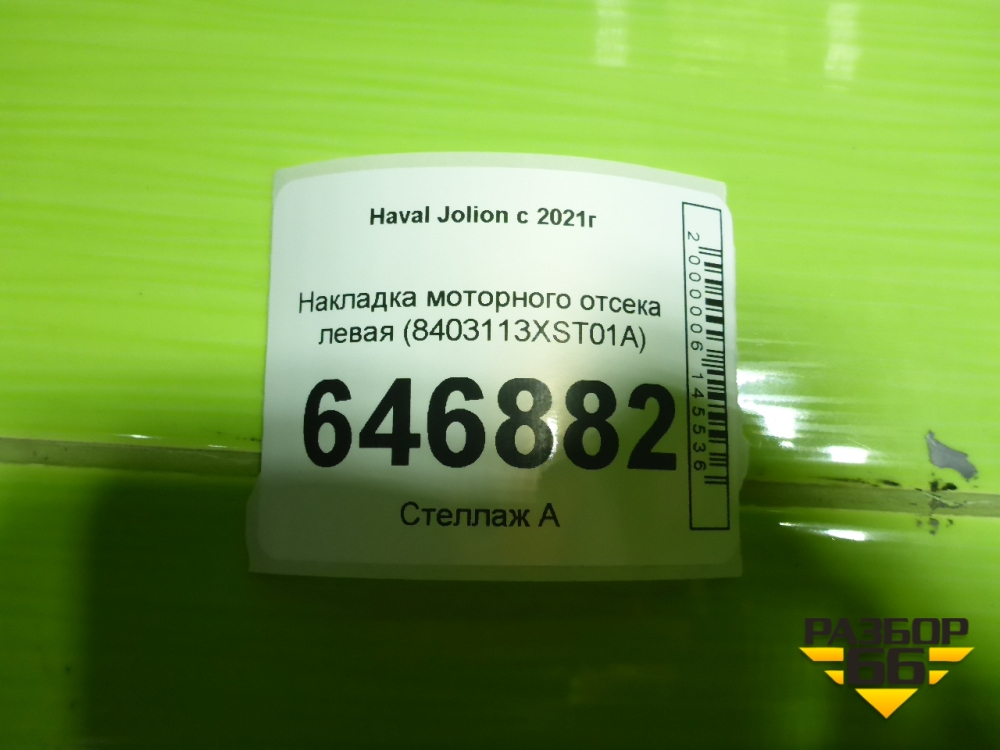 Haval Jolion с 2021г
Накладка моторного отсека
левая (8403113XST01A)
646882
Стеллаж А
2000006145536
РАЗБОР
66